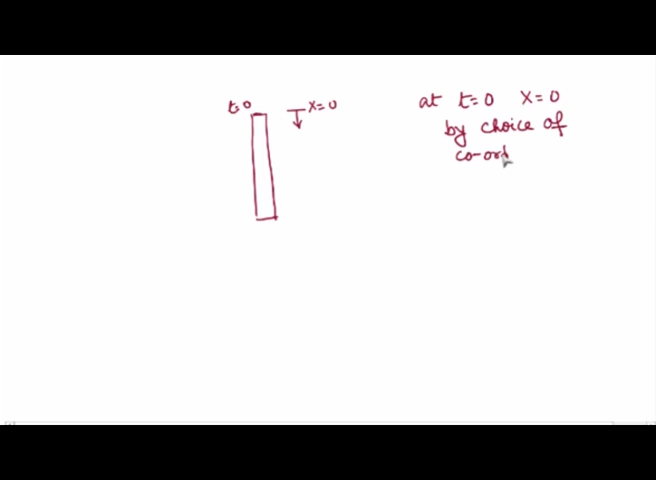 t=0
x=0
at t=0 x=0
by choice of
co-ord